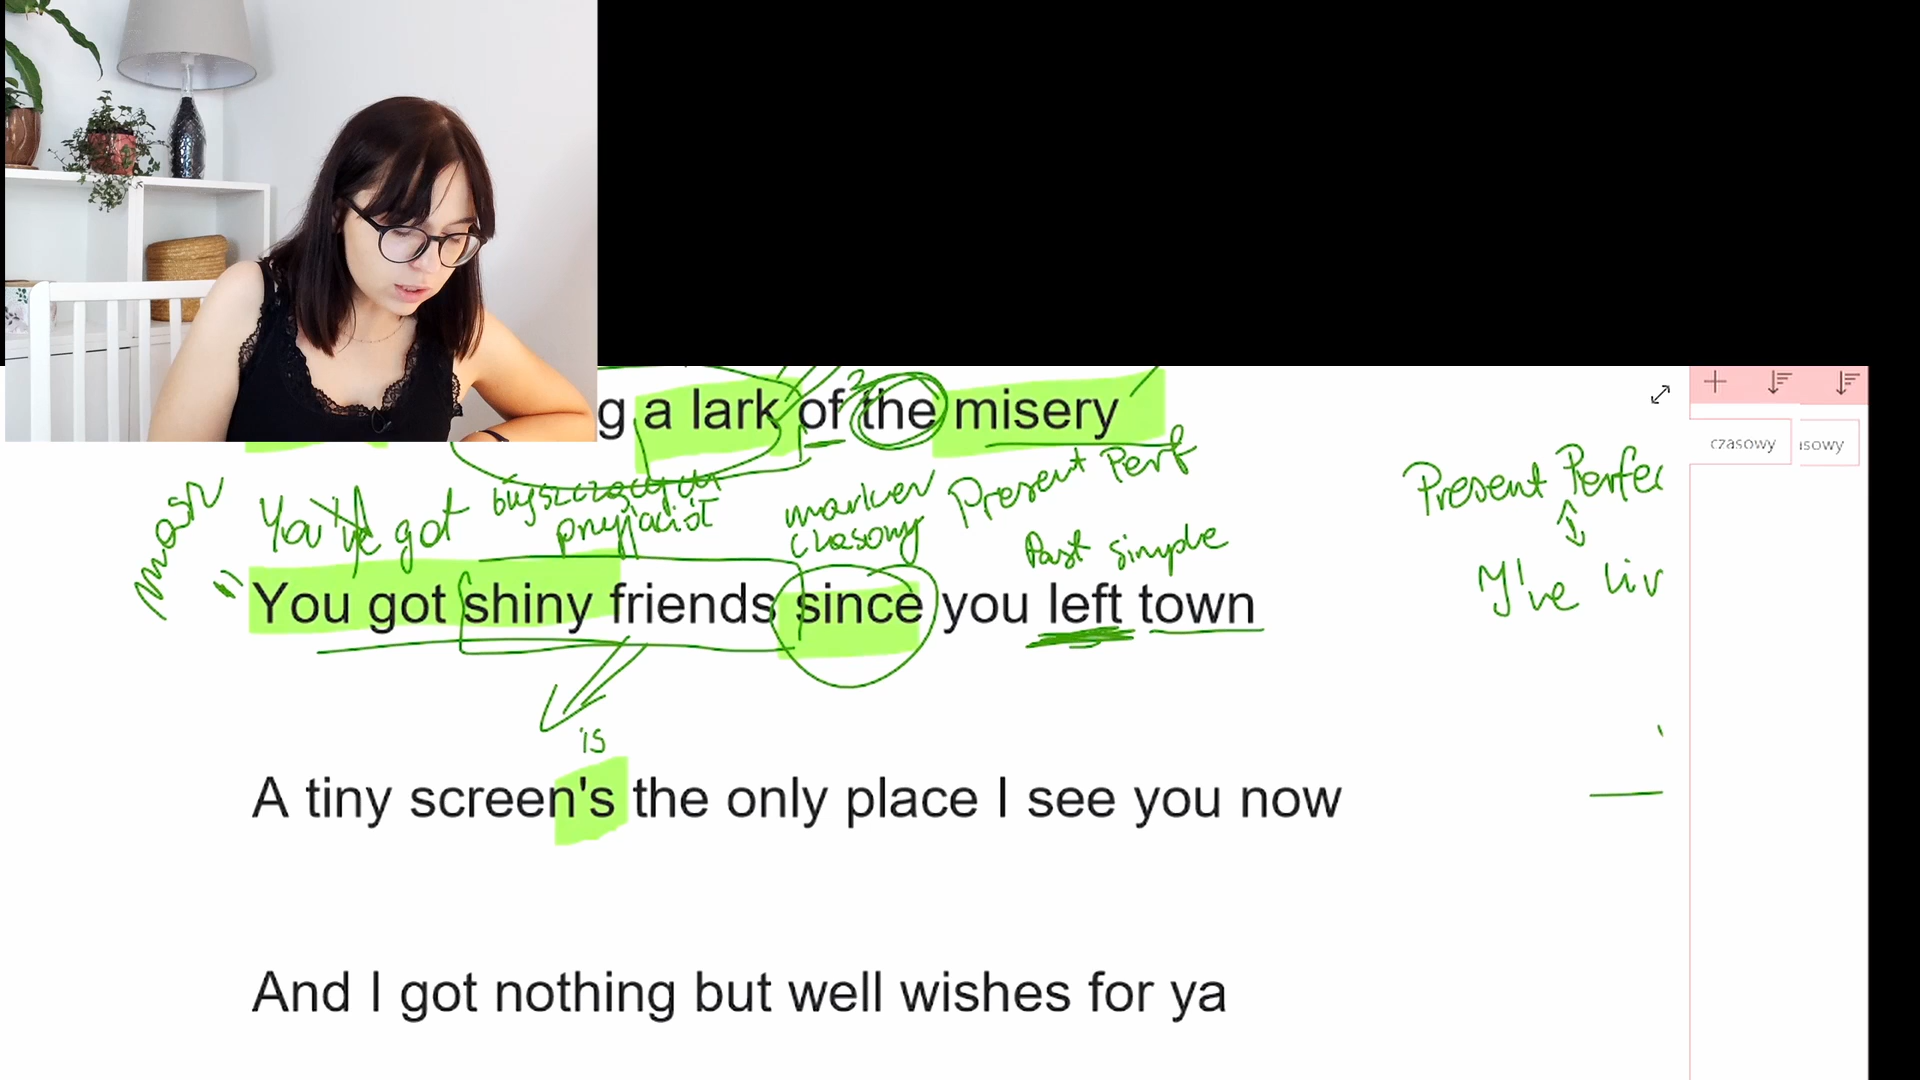 g a lark of the misery
czasowy
asowy
Present Perf
Present Perfec
masz
You've got
przyjaciół
marker
czasowy
Past simple
I've liv
You got shiny friends since you left town
is
A tiny screen's the only place I see you now
And I got nothing but well wishes for ya